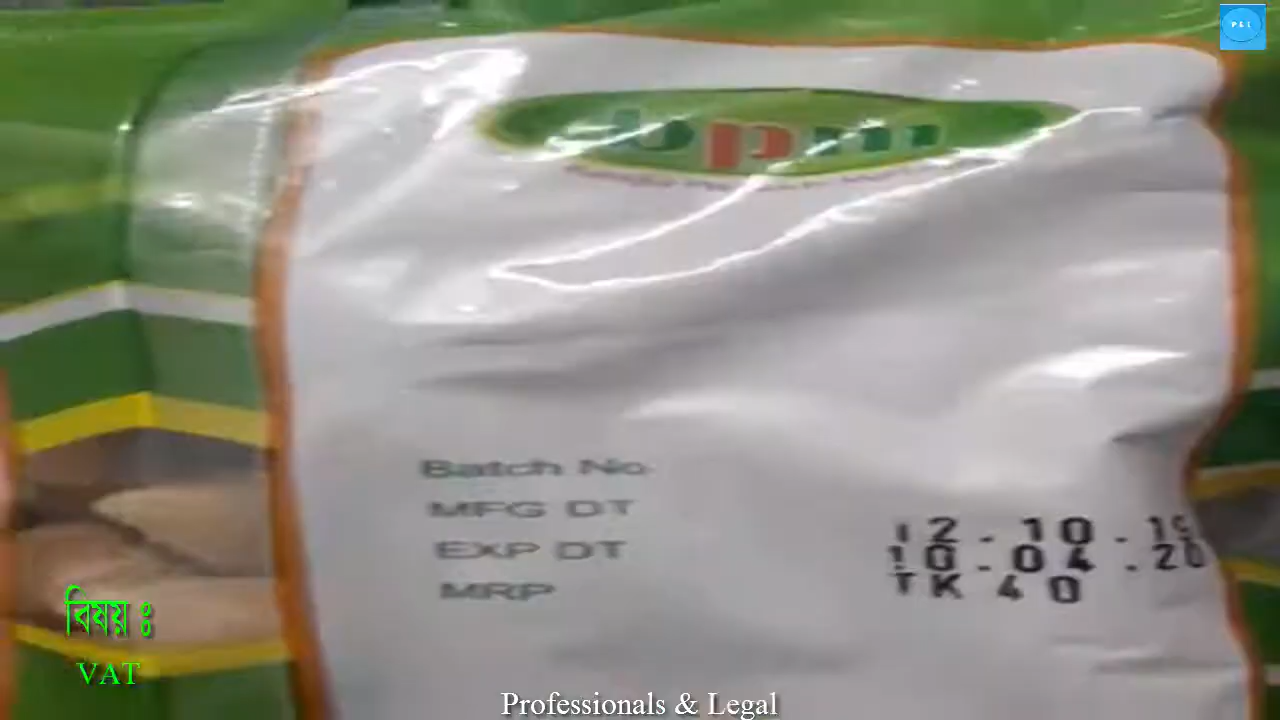 P & L
bpmi
Batch No
MFG DT 12.10.19
EXP DT 10.04.20
MRP TK 40
বিষয় ঃ
VAT
Professionals & Legal